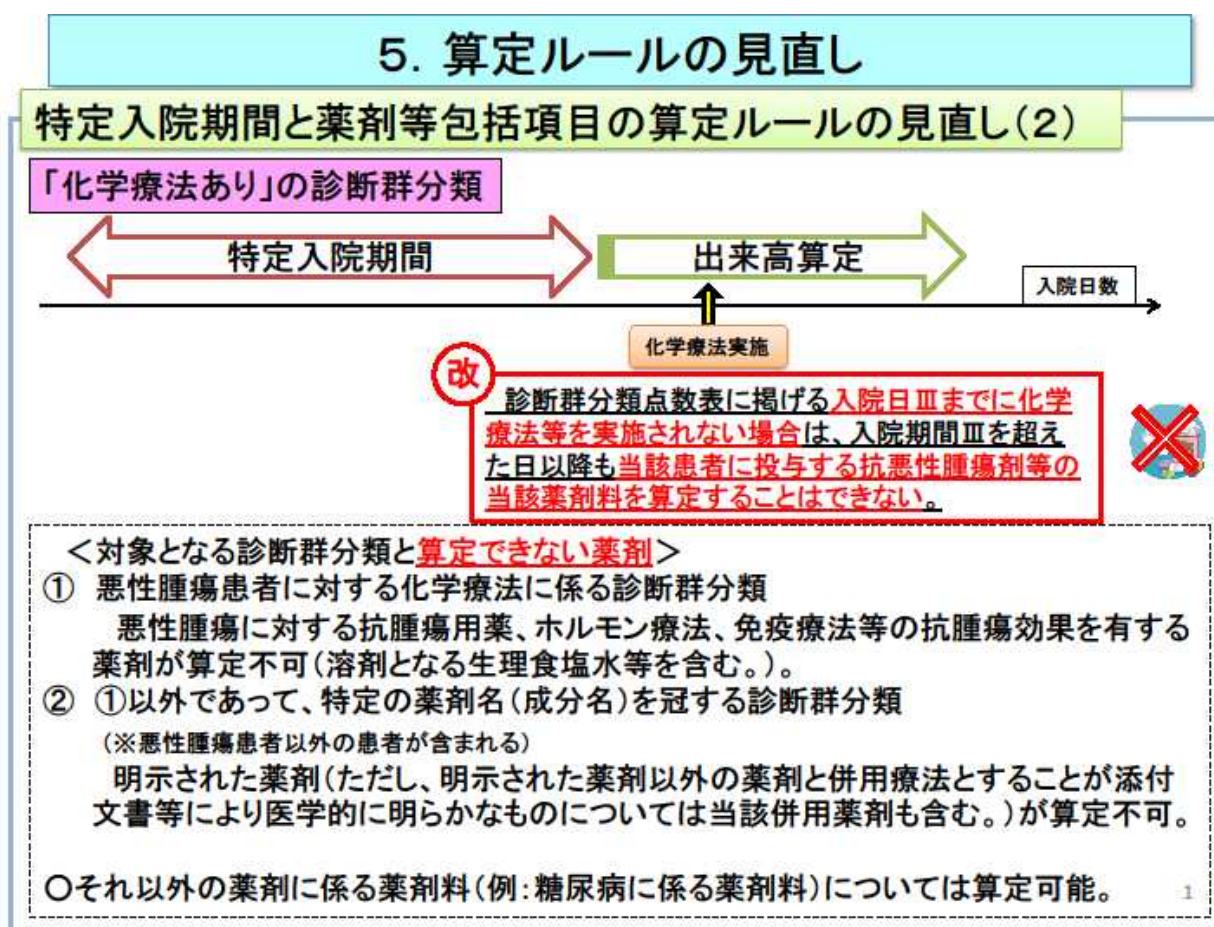 5．算定ルールの見直し
特定入院期間と薬剤等包括項目の算定ルールの見直し(2)
「化学療法あり」の診断群分類
特定入院期間
出来高算定
入院日数
化学療法実施
改
診断群分類点数表に掲げる入院日Ⅲまでに化学
療法等を実施されない場合は、入院期間Ⅲを超え
た日以降も当該患者に投与する抗悪性腫瘍剤等の
当該薬剤料を算定することはできない。
＜対象となる診断群分類と算定できない薬剤＞
① 悪性腫瘍患者に対する化学療法に係る診断群分類
悪性腫瘍に対する抗腫瘍用薬、ホルモン療法、免疫療法等の抗腫瘍効果を有する
薬剤が算定不可(溶剤となる生理食塩水等を含む。)。
② ①以外であって、特定の薬剤名(成分名)を冠する診断群分類
(※悪性腫瘍患者以外の患者が含まれる)
明示された薬剤(ただし、明示された薬剤以外の薬剤と併用療法とすることが添付
文書等により医学的に明らかなものについては当該併用薬剤も含む。)が算定不可。
○それ以外の薬剤に係る薬剤料(例:糖尿病に係る薬剤料)については算定可能。
1